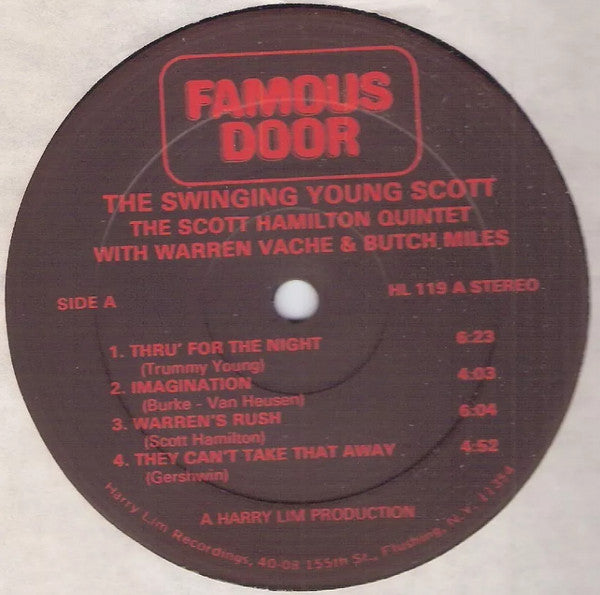 FAMOUS
DOOR
THE SWINGING YOUNG SCOTT
THE SCOTT HAMILTON QUINTET
WITH WARREN VACHE & BUTCH MILES
SIDE A
HL 119 A STEREO
1. THRU' FOR THE NIGHT 6:23
(Trummy Young)
2. IMAGINATION 4:03
(Burke - Van Heusen)
3. WARREN'S RUSH 6:04
(Scott Hamilton)
4. THEY CAN'T TAKE THAT AWAY 4:52
(Gershwin)
A HARRY LIM PRODUCTION
Harry Lim Recordings, 40-08 155th St., Flushing, N.Y. 11354